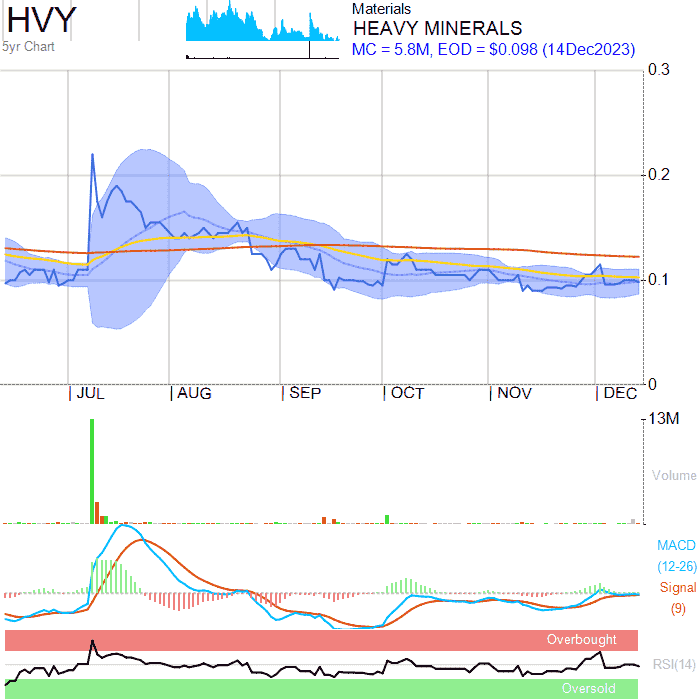 HVY
5yr Chart
Materials
HEAVY MINERALS
MC = 5.8M, EOD = $0.098 (14Dec2023)
0.3
0.2
0.1
0
JUL AUG SEP OCT NOV DEC
13M
Volume
MACD
(12-26)
Signal
(9)
Overbought
RSI(14)
Oversold